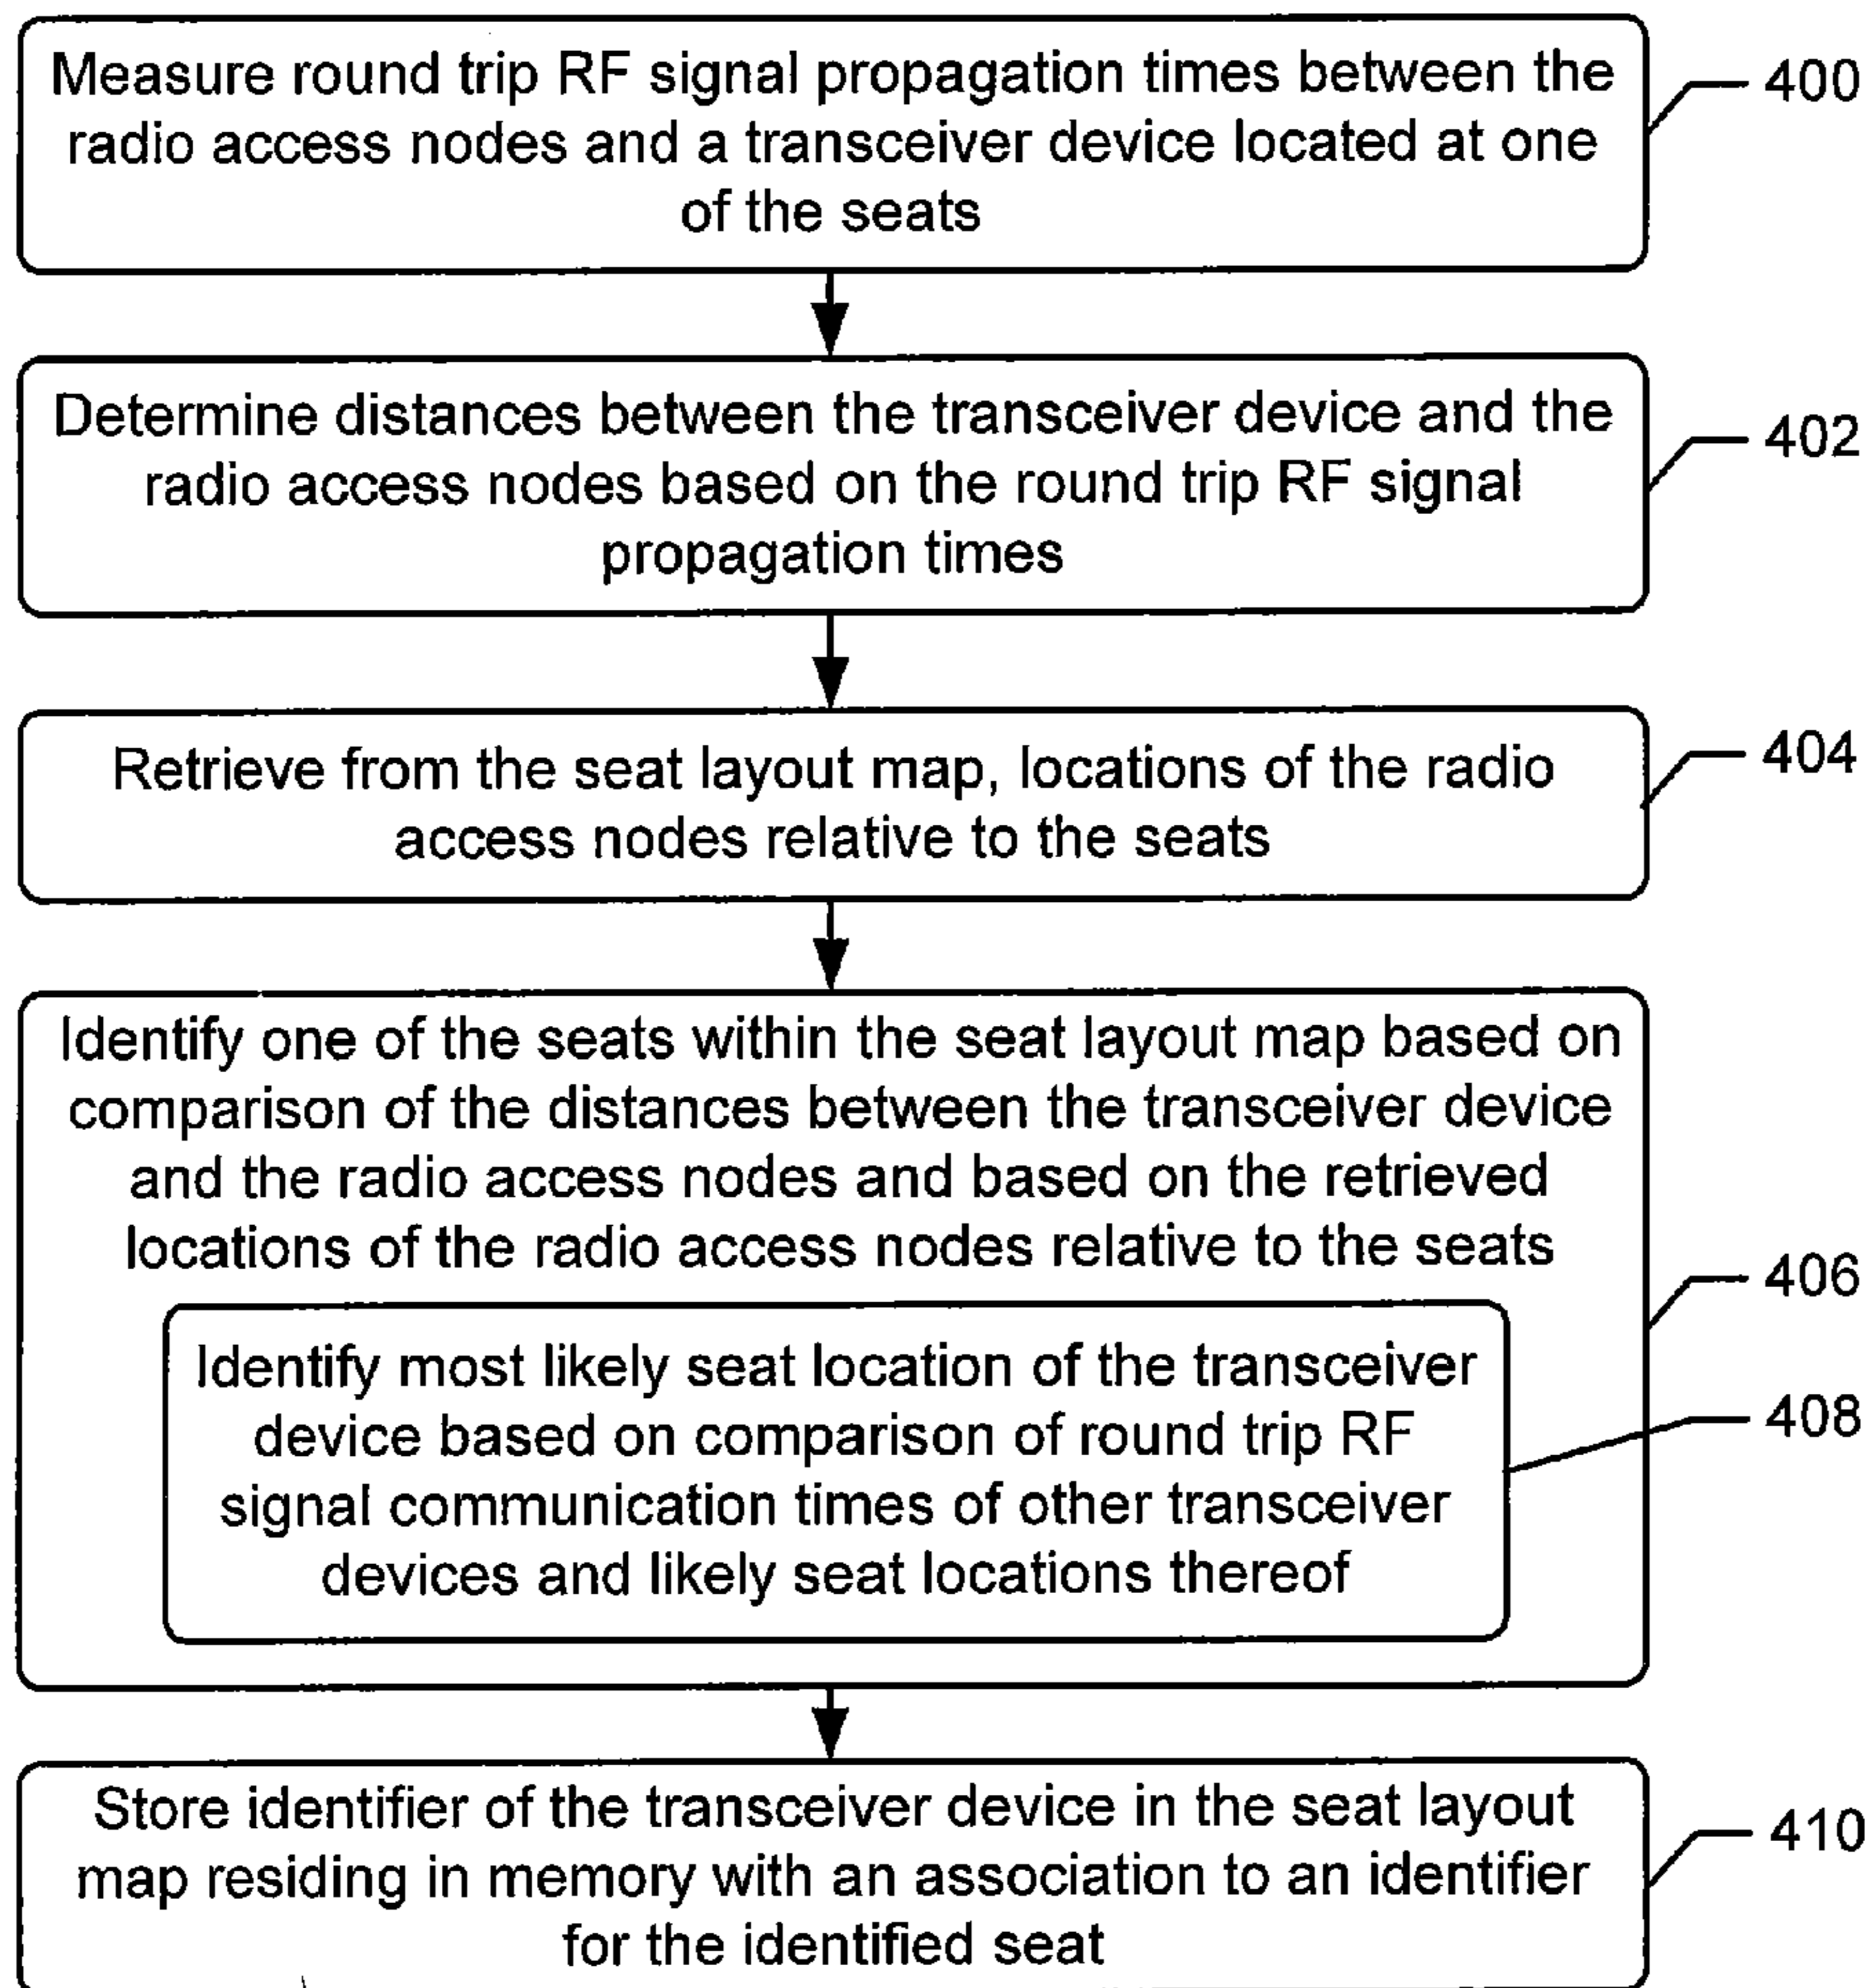 Measure round trip RF signal propagation times between the
radio access nodes and a transceiver device located at one
of the seats
400
Determine distances between the transceiver device and the
radio access nodes based on the round trip RF signal
propagation times
402
Retrieve from the seat layout map, locations of the radio
access nodes relative to the seats
404
Identify one of the seats within the seat layout map based on
comparison of the distances between the transceiver device
and the radio access nodes and based on the retrieved
locations of the radio access nodes relative to the seats
406
Identify most likely seat location of the transceiver
device based on comparison of round trip RF
signal communication times of other transceiver
devices and likely seat locations thereof
408
Store identifier of the transceiver device in the seat layout
map residing in memory with an association to an identifier
for the identified seat
410